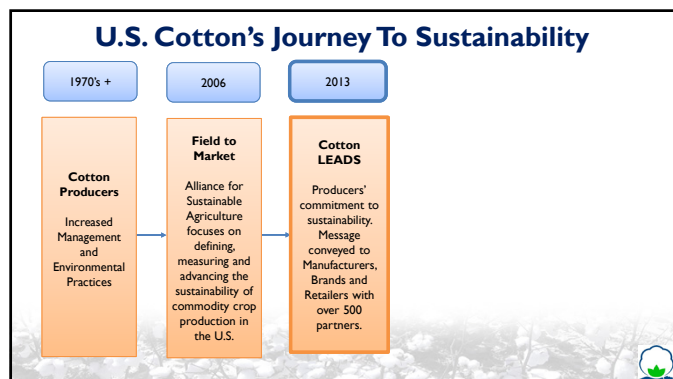 U.S. Cotton's Journey To Sustainability
1970's +
2006
2013
Cotton
Producers
Increased
Management
and
Environmental
Practices
Field to
Market
Alliance for
Sustainable
Agriculture
focuses on
defining,
measuring and
advancing the
sustainability of
commodity crop
production in
the U.S.
Cotton
LEADS
Producers'
commitment to
sustainability.
Message
conveyed to
Manufacturers,
Brands and
Retailers with
over 500
partners.